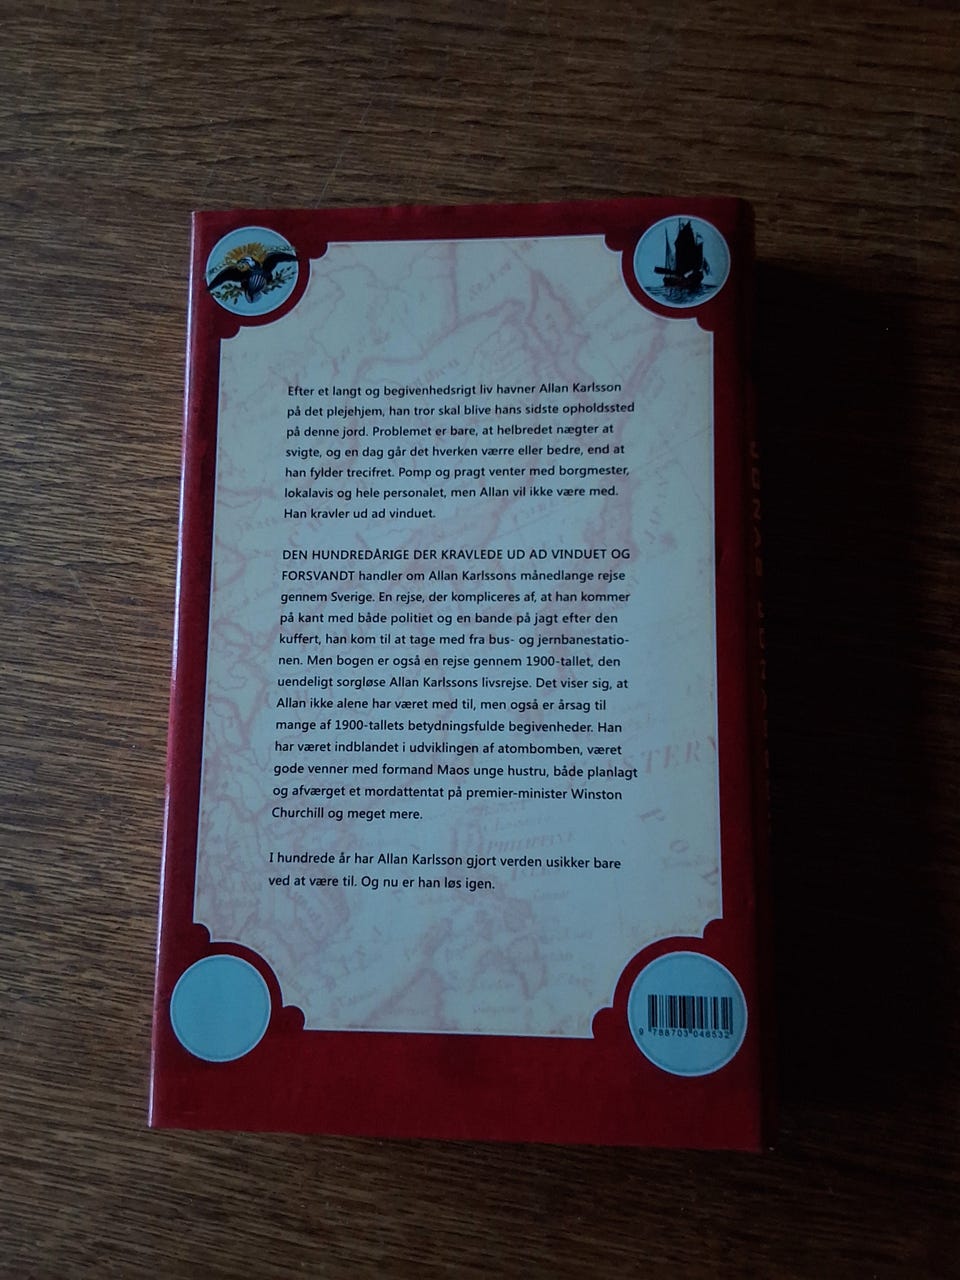 Efter et langt og begivenhedsrigt liv havner Allan Karlsson
på det plejehjem, han tror skal blive hans sidste opholdssted
på denne jord. Problemet er bare, at helbredet nægter at
svigte, og en dag går det hverken værre eller bedre, end at
han fylder trecifret. Pomp og pragt venter med borgmester,
lokalavis og hele personalet, men Allan vil ikke være med.
Han kravler ud ad vinduet.
DEN HUNDREDÅRIGE DER KRAVLEDE UD AD VINDUET OG
FORSVANDT handler om Allan Karlssons månedlange rejse
gennem Sverige. En rejse, der kompliceres af, at han kommer
på kant med både politiet og en bande på jagt efter den
kuffert, han kom til at tage med fra bus- og jernbanestatio-
nen. Men bogen er også en rejse gennem 1900-tallet, den
uendeligt sorgløse Allan Karlssons livsrejse. Det viser sig, at
Allan ikke alene har været med til, men også er årsag til
mange af 1900-tallets betydningsfulde begivenheder. Han
har været indblandet i udviklingen af atombomben, været
gode venner med formand Maos unge hustru, både planlagt
og afværget et mordattentat på premier-minister Winston
Churchill og meget mere.
I hundrede år har Allan Karlsson gjort verden usikker bare
ved at være til. Og nu er han løs igen.
9 788703 046532